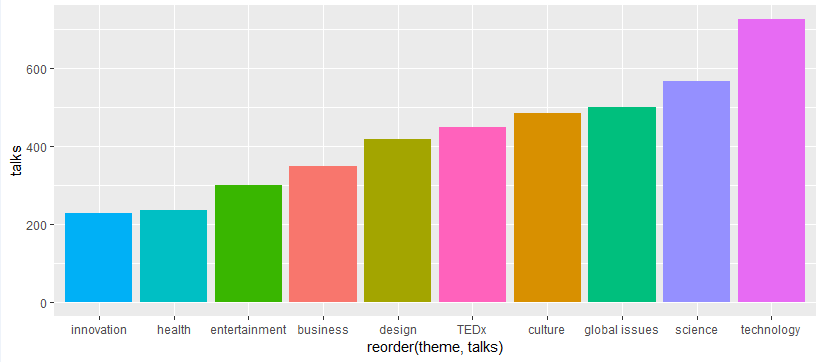 talks
600
400
200
0
innovation health entertainment business design TEDx culture global issues science technology
reorder(theme, talks)